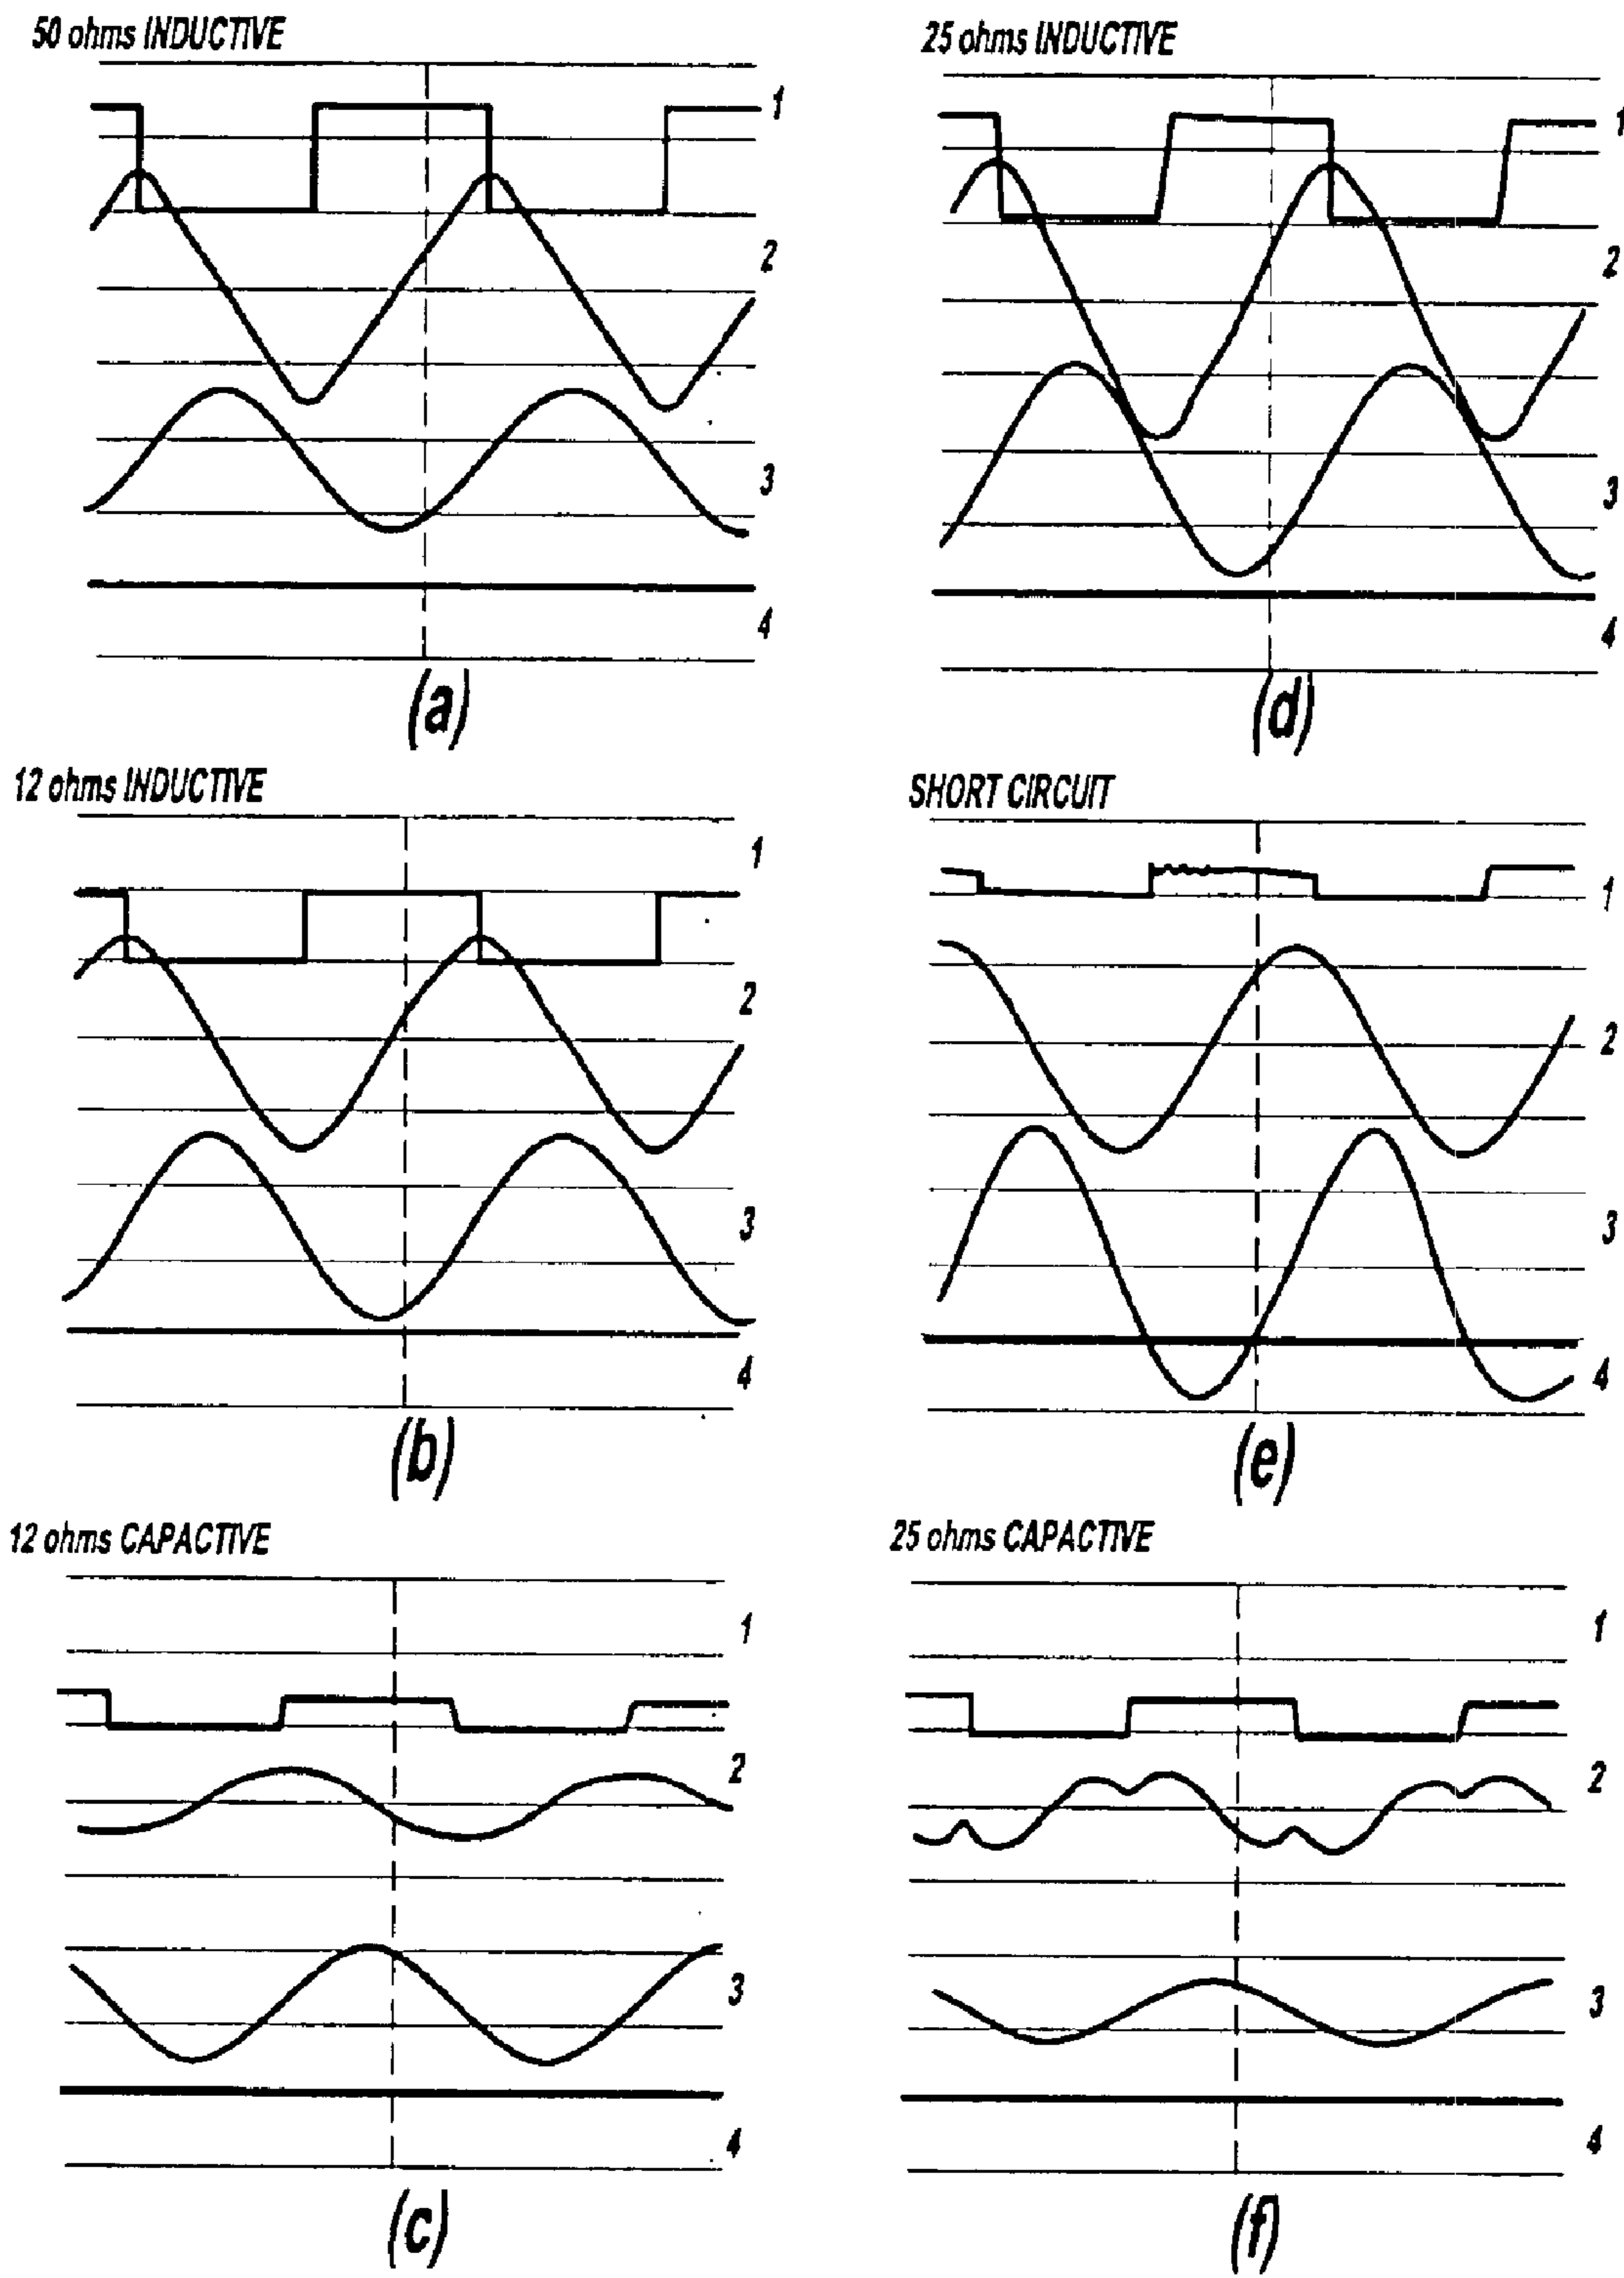 50 ohms INDUCTIVE
1
2
3
4
(a)
25 ohms INDUCTIVE
1
2
3
4
(d)
12 ohms INDUCTIVE
1
2
3
4
(b)
SHORT CIRCUIT
1
2
3
4
(e)
12 ohms CAPACTIVE
1
2
3
4
(c)
25 ohms CAPACTIVE
1
2
3
4
(f)